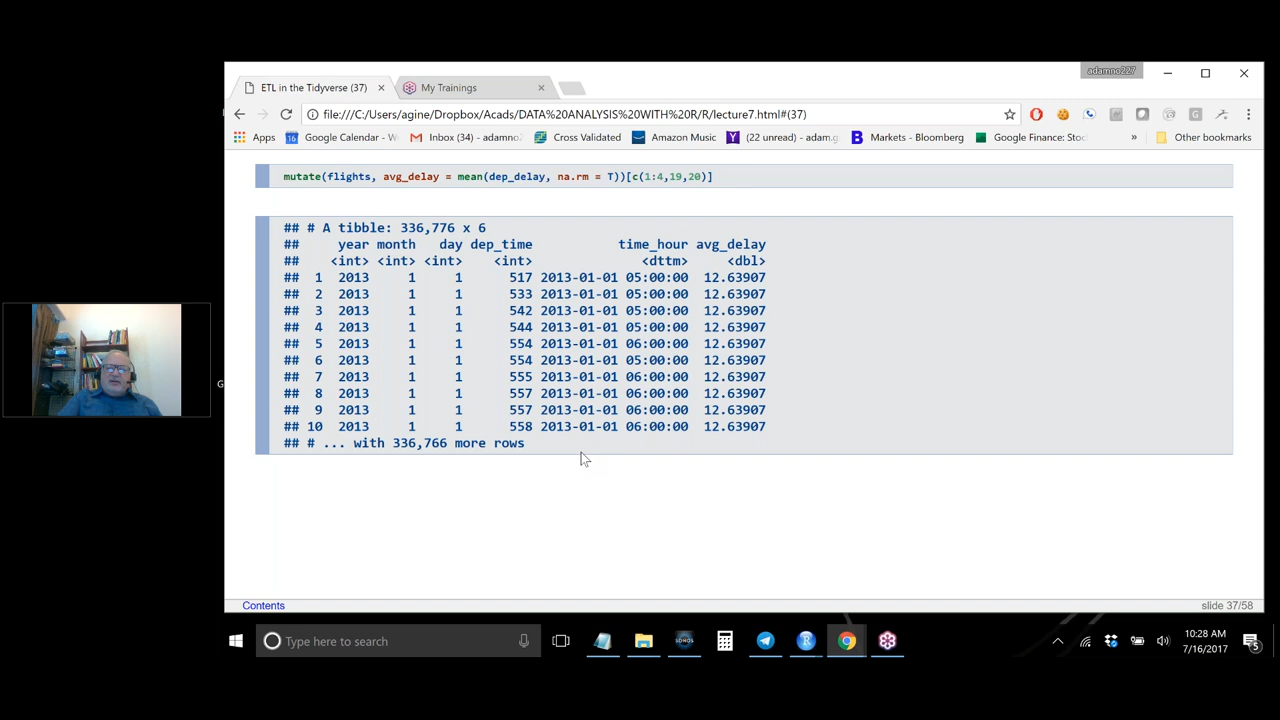 adamno227
ETL in the Tidyverse (37)
My Trainings
file:///C:/Users/agine/Dropbox/Acads/DATA%20ANALYSIS%20WITH%20R/R/lecture7.html#(37)
Apps
Google Calendar - W
Inbox (34) - adamno
Cross Validated
Amazon Music
(22 unread) - adam.g
Markets - Bloomberg
Google Finance: Stoc
»
Other bookmarks
mutate(flights, avg_delay = mean(dep_delay, na.rm = T))[c(1:4,19,20)]
## # A tibble: 336,776 x 6
## year month day dep_time time_hour avg_delay
## <int> <int> <int> <int> <dttm> <dbl>
## 1 2013 1 1 517 2013-01-01 05:00:00 12.63907
## 2 2013 1 1 533 2013-01-01 05:00:00 12.63907
## 3 2013 1 1 542 2013-01-01 05:00:00 12.63907
## 4 2013 1 1 544 2013-01-01 05:00:00 12.63907
## 5 2013 1 1 554 2013-01-01 06:00:00 12.63907
## 6 2013 1 1 554 2013-01-01 05:00:00 12.63907
## 7 2013 1 1 555 2013-01-01 06:00:00 12.63907
## 8 2013 1 1 557 2013-01-01 06:00:00 12.63907
## 9 2013 1 1 557 2013-01-01 06:00:00 12.63907
## 10 2013 1 1 558 2013-01-01 06:00:00 12.63907
## # ... with 336,766 more rows
G
Contents
slide 37/58
Type here to search
10:28 AM
7/16/2017
5